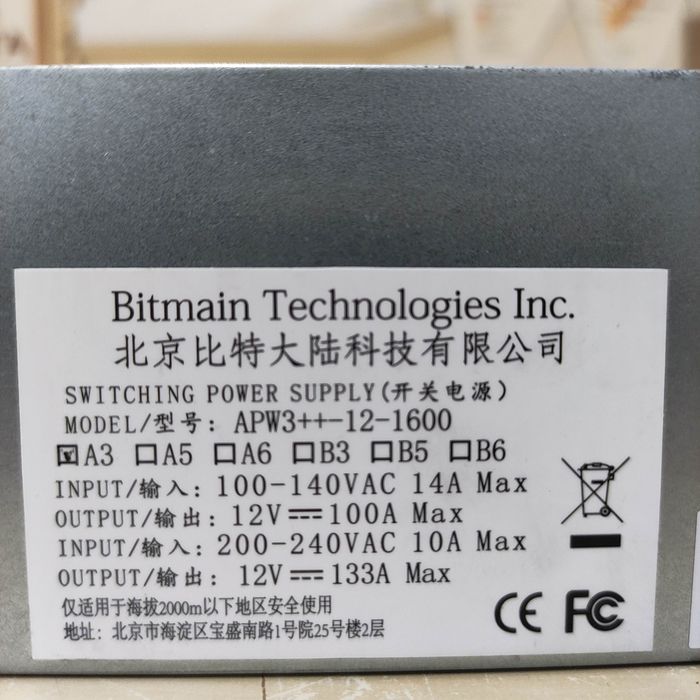 Bitmain Technologies Inc.
北京比特大陆科技有限公司
SWITCHING POWER SUPPLY(开关电源)
MODEL/型号: APW3++-12-1600
☑A3 □A5 □A6 □B3 □B5 □B6
INPUT/输入: 100-140VAC 14A Max
OUTPUT/输出: 12V⎓100A Max
INPUT/输入: 200-240VAC 10A Max
OUTPUT/输出: 12V⎓133A Max
仅适用于海拔2000m以下地区安全使用
地址: 北京市海淀区宝盛南路1号院25号楼2层
CE FC